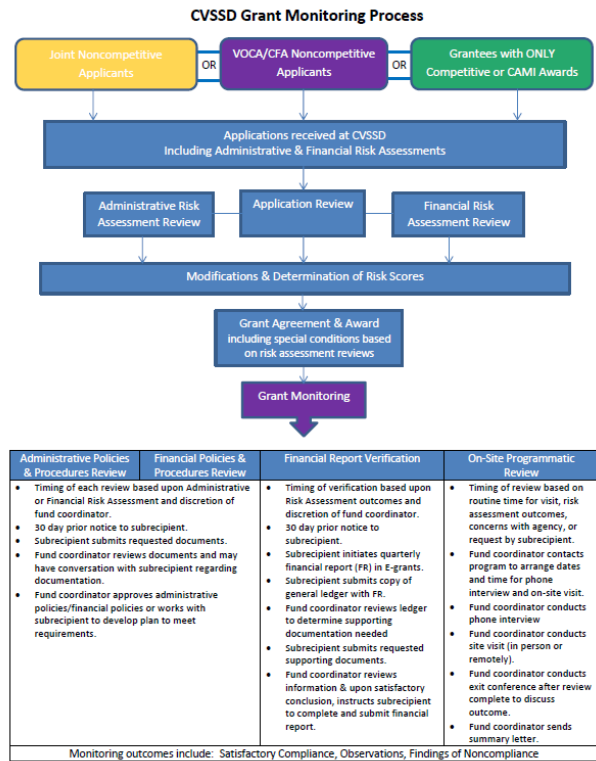 CVSSD Grant Monitoring Process
Joint Noncompetitive
Applicants
OR
VOCA/CFA Noncompetitive
Applicants
OR
Grantees with ONLY
Competitive or CAMI Awards
Applications received at CVSSD
Including Administrative & Financial Risk Assessments
Administrative Risk
Assessment Review
Application Review
Financial Risk
Assessment Review
Modifications & Determination of Risk Scores
Grant Agreement & Award
including special conditions based
on risk assessment reviews
Grant Monitoring
Administrative Policies
& Procedures Review
Financial Policies &
Procedures Review
Financial Report Verification
On-Site Programmatic
Review
• Timing of each review based upon Administrative
or Financial Risk Assessment and discretion of
fund coordinator.
• 30 day prior notice to subrecipient.
• Subrecipient submits requested documents.
• Fund coordinator reviews documents and may
have conversation with subrecipient regarding
documentation.
• Fund coordinator approves administrative
policies/financial policies or works with
subrecipient to develop plan to meet
requirements.
• Timing of verification based upon
Risk Assessment outcomes and
discretion of fund coordinator.
• 30 day prior notice to
subrecipient.
• Subrecipient initiates quarterly
financial report (FR) in E-grants.
• Subrecipient submits copy of
general ledger with FR.
• Fund coordinator reviews ledger
to determine supporting
documentation needed
• Subrecipient submits requested
supporting documents.
• Fund coordinator reviews
information & upon satisfactory
conclusion, instructs subrecipient
to complete and submit financial
report.
• Timing of review based on
routine time for visit, risk
assessment outcomes,
concerns with agency, or
request by subrecipient.
• Fund coordinator contacts
program to arrange dates
and time for phone
interview and on-site visit.
• Fund coordinator conducts
phone interview
• Fund coordinator conducts
site visit (in person or
remotely).
• Fund coordinator conducts
exit conference after review
complete to discuss
outcome.
• Fund coordinator sends
summary letter.
Monitoring outcomes include: Satisfactory Compliance, Observations, Findings of Noncompliance